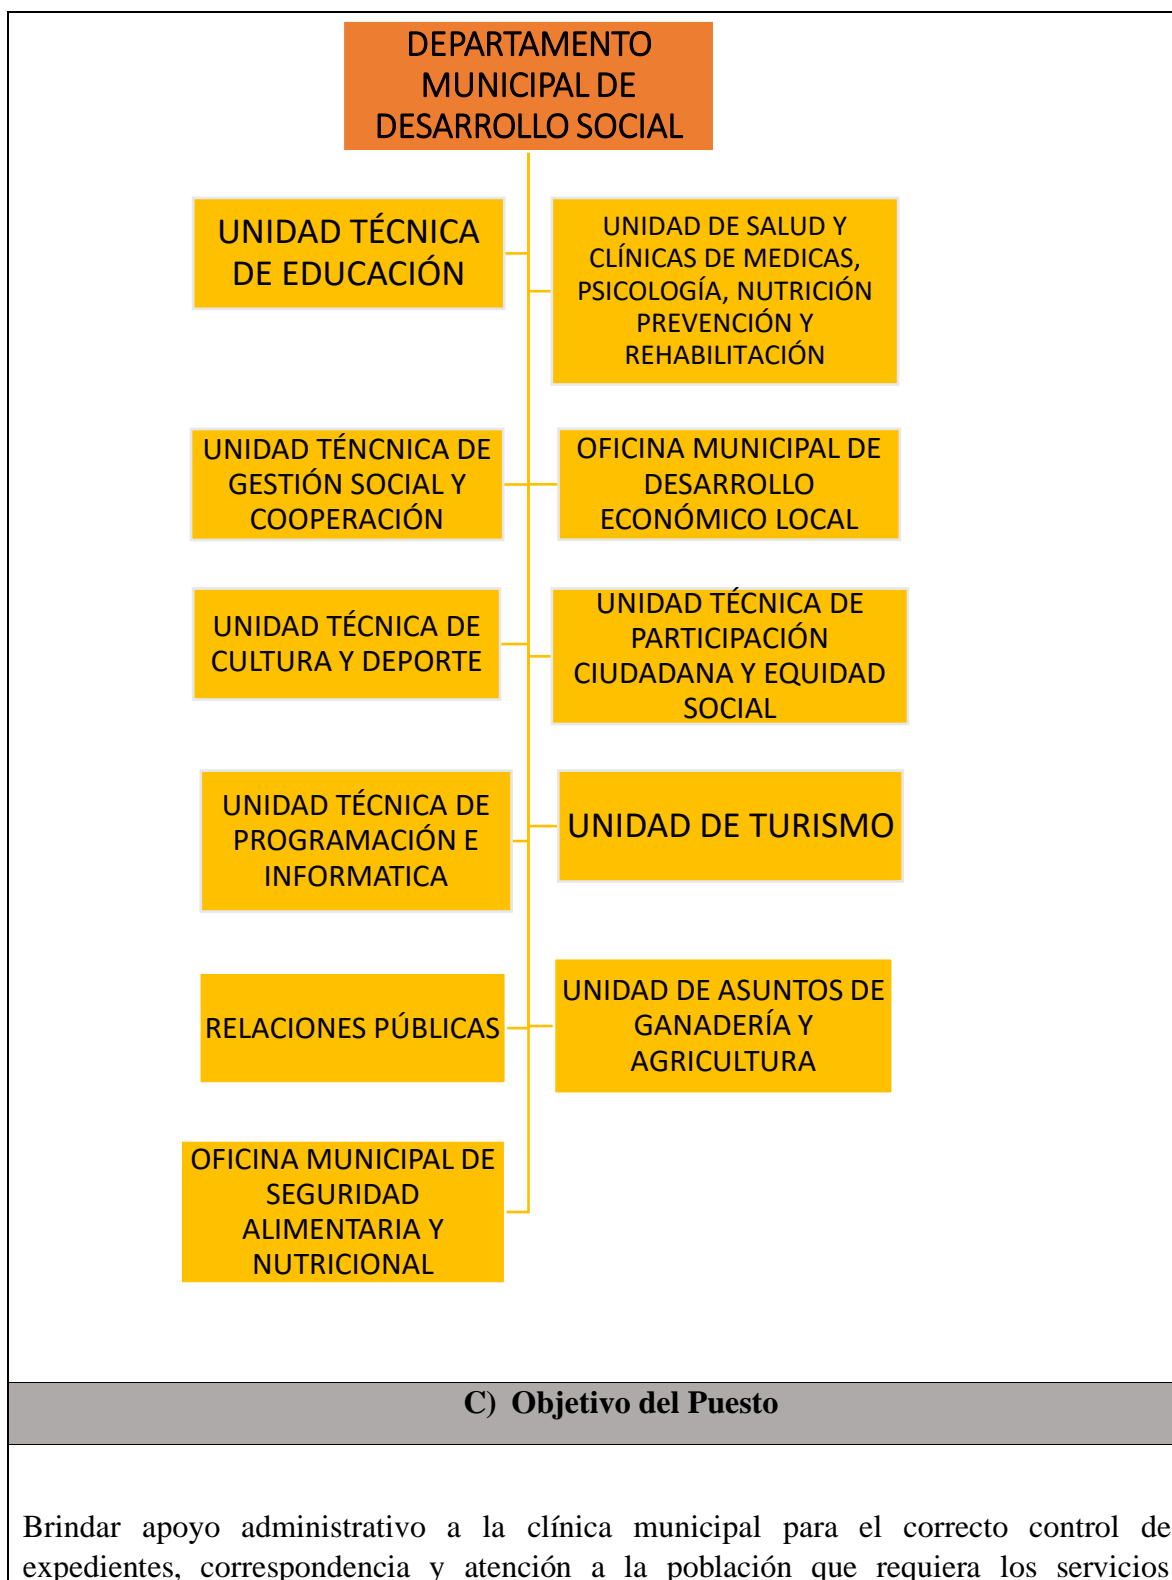 DEPARTAMENTO
MUNICIPAL DE
DESARROLLO SOCIAL
UNIDAD TÉCNICA
DE EDUCACIÓN
UNIDAD DE SALUD Y
CLÍNICAS DE MEDICAS,
PSICOLOGÍA, NUTRICIÓN
PREVENCIÓN Y
REHABILITACIÓN
UNIDAD TÉNCNICA DE
GESTIÓN SOCIAL Y
COOPERACIÓN
OFICINA MUNICIPAL DE
DESARROLLO
ECONÓMICO LOCAL
UNIDAD TÉCNICA DE
CULTURA Y DEPORTE
UNIDAD TÉCNICA DE
PARTICIPACIÓN
CIUDADANA Y EQUIDAD
SOCIAL
UNIDAD TÉCNICA DE
PROGRAMACIÓN E
INFORMATICA
UNIDAD DE TURISMO
RELACIONES PÚBLICAS
UNIDAD DE ASUNTOS DE
GANADERÍA Y
AGRICULTURA
OFICINA MUNICIPAL DE
SEGURIDAD
ALIMENTARIA Y
NUTRICIONAL
C) Objetivo del Puesto
Brindar apoyo administrativo a la clínica municipal para el correcto control de
expedientes, correspondencia y atención a la población que requiera los servicios